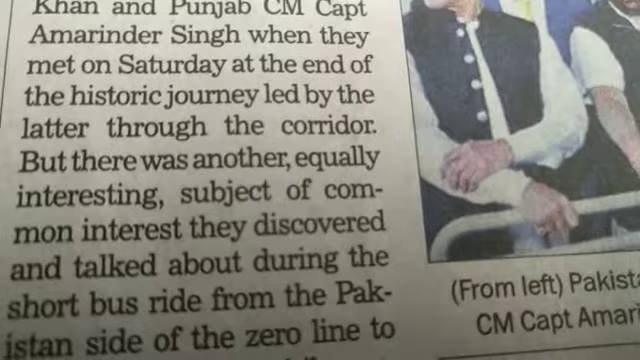 Khan and Punjab CM Capt
Amarinder Singh when they
met on Saturday at the end of
the historic journey led by the
latter through the corridor.
But there was another, equally
interesting, subject of com-
mon interest they discovered
and talked about during the
short bus ride from the Pak-
istan side of the zero line to
(From left) Pakista
CM Capt Amari